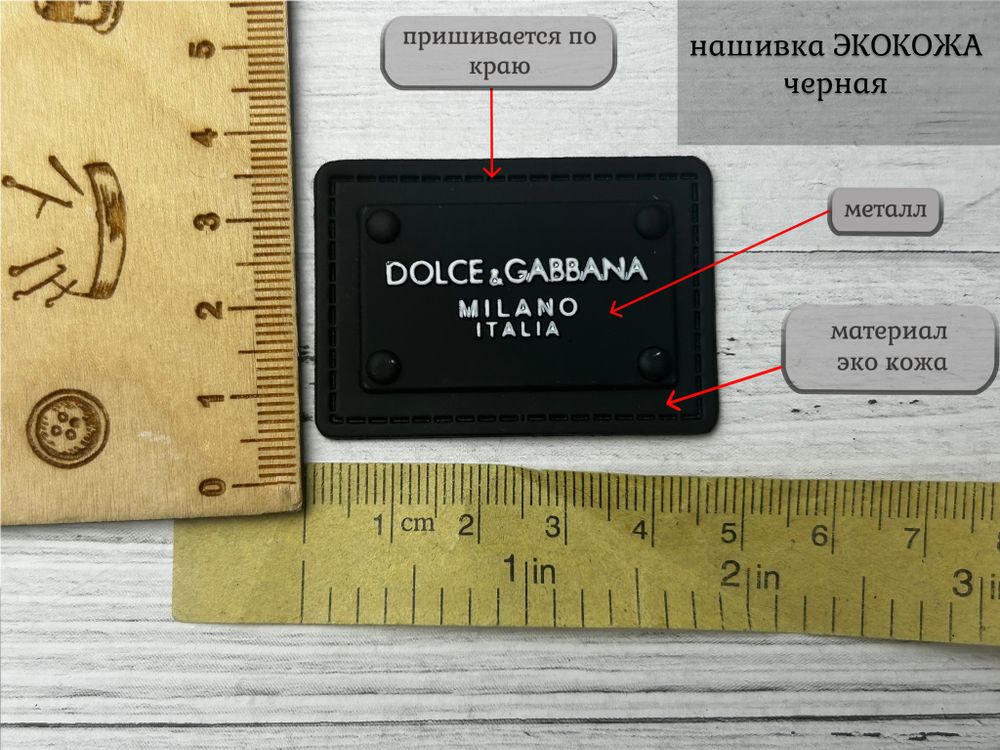 нашивка ЭКОКОЖА
черная
пришивается по
краю
металл
материал
эко кожа
DOLCE & GABBANA
MILANO
ITALIA
5
4
3
2
1
0
1 cm 2 3 4 5 6 7 8
1 in 2 in 3 in